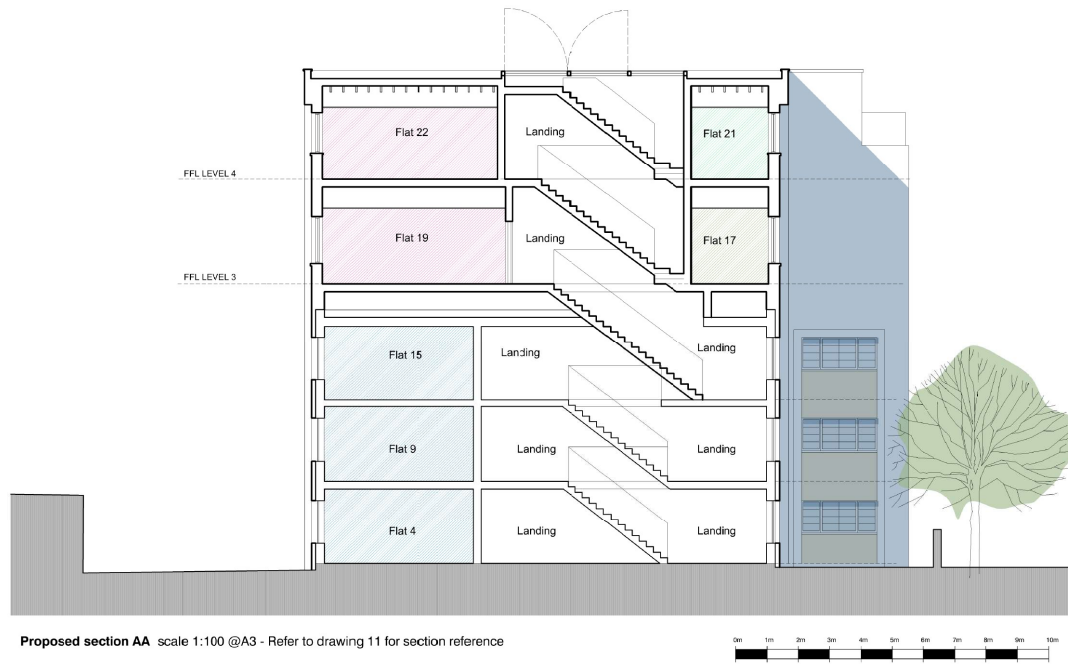 Flat 22
Landing
Flat 21
FFL LEVEL 4
Flat 19
Landing
Flat 17
FFL LEVEL 3
Flat 15
Landing
Landing
Flat 9
Landing
Landing
Flat 4
Landing
Landing
Proposed section AA scale 1:100 @A3 - Refer to drawing 11 for section reference
0m 1m 2m 3m 4m 5m 6m 7m 8m 9m 10m